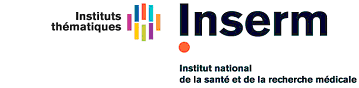 Instituts
thématiques
Inserm
Institut national
de la santé et de la recherche médicale